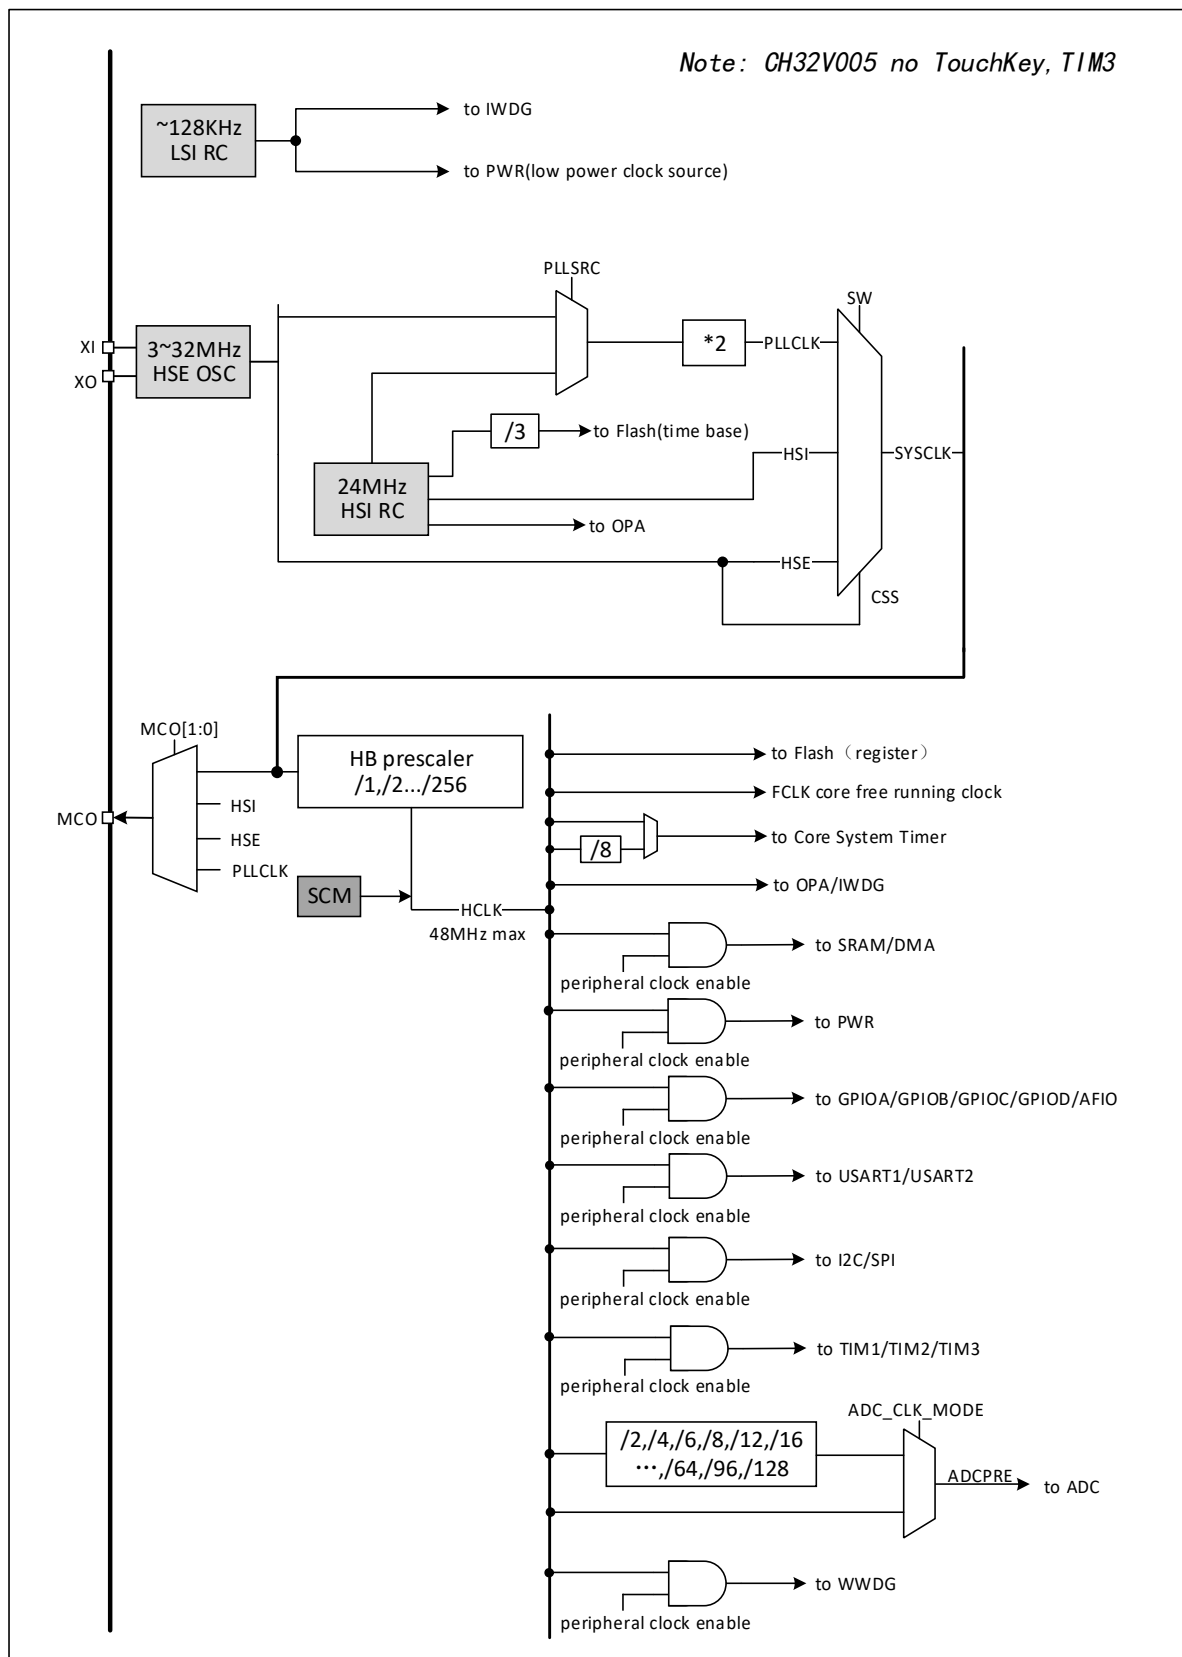 Note: CH32V005 no TouchKey, TIM3
~128KHz
LSI RC
to IWDG
to PWR(low power clock source)
PLLSRC
SW
XI
XO
3~32MHz
HSE OSC
*2
PLLCLK
/3
to Flash(time base)
24MHz
HSI RC
HSI
SYSCLK
to OPA
HSE
CSS
MCO[1:0]
HB prescaler
/1,/2.../256
HSI
HSE
PLLCLK
MCO
SCM
HCLK
48MHz max
to Flash（register）
FCLK core free running clock
/8
to Core System Timer
to OPA/IWDG
to SRAM/DMA
peripheral clock enable
to PWR
peripheral clock enable
to GPIOA/GPIOB/GPIOC/GPIOD/AFIO
peripheral clock enable
to USART1/USART2
peripheral clock enable
to I2C/SPI
peripheral clock enable
to TIM1/TIM2/TIM3
peripheral clock enable
ADC_CLK_MODE
/2,/4,/6,/8,/12,/16
···,/64,/96,/128
ADCPRE
to ADC
to WWDG
peripheral clock enable